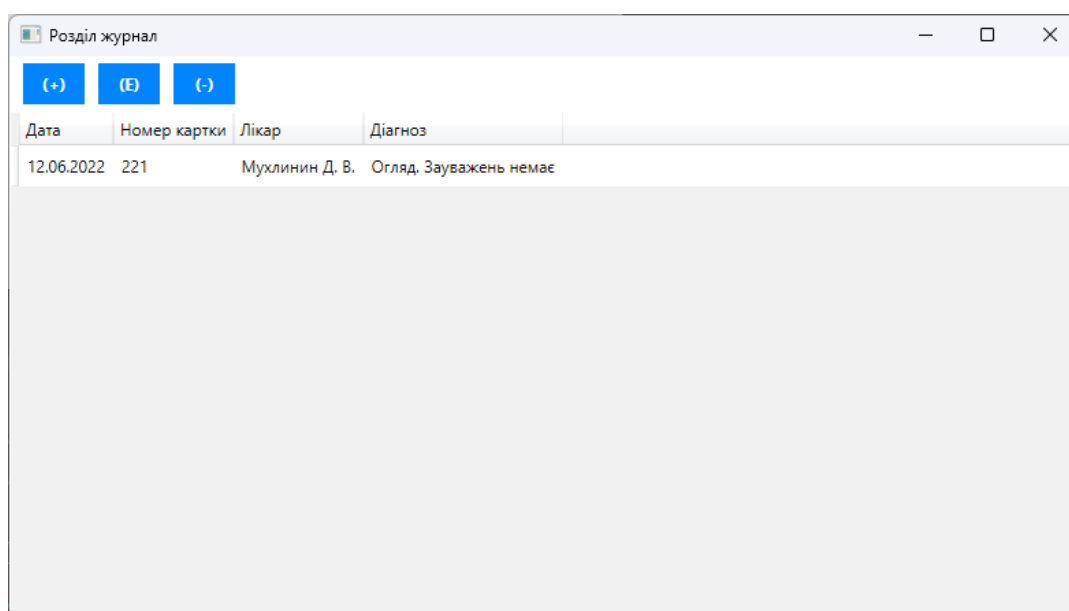 Розділ журнал
(+) (E) (-)
Дата Номер картки Лікар Діагноз
12.06.2022 221 Мухлинин Д. В. Огляд. Зауважень немає